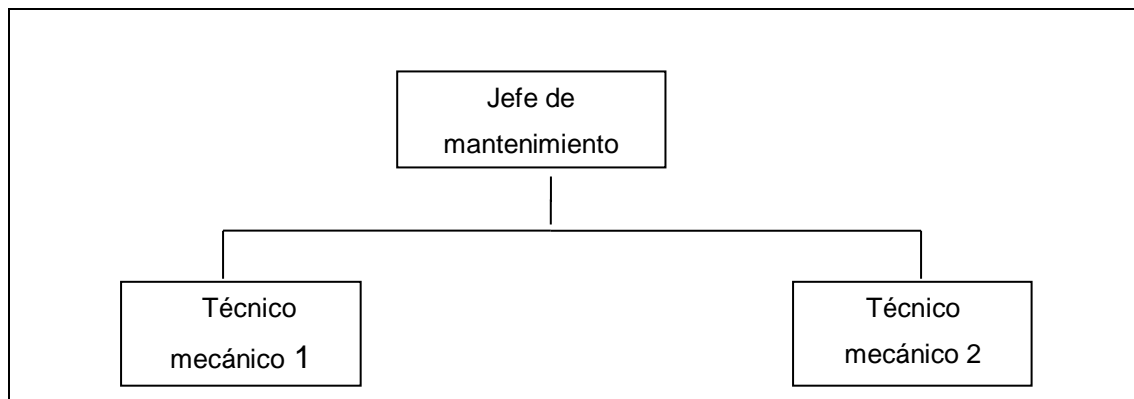 Jefe de
mantenimiento
Técnico
mecánico 1
Técnico
mecánico 2